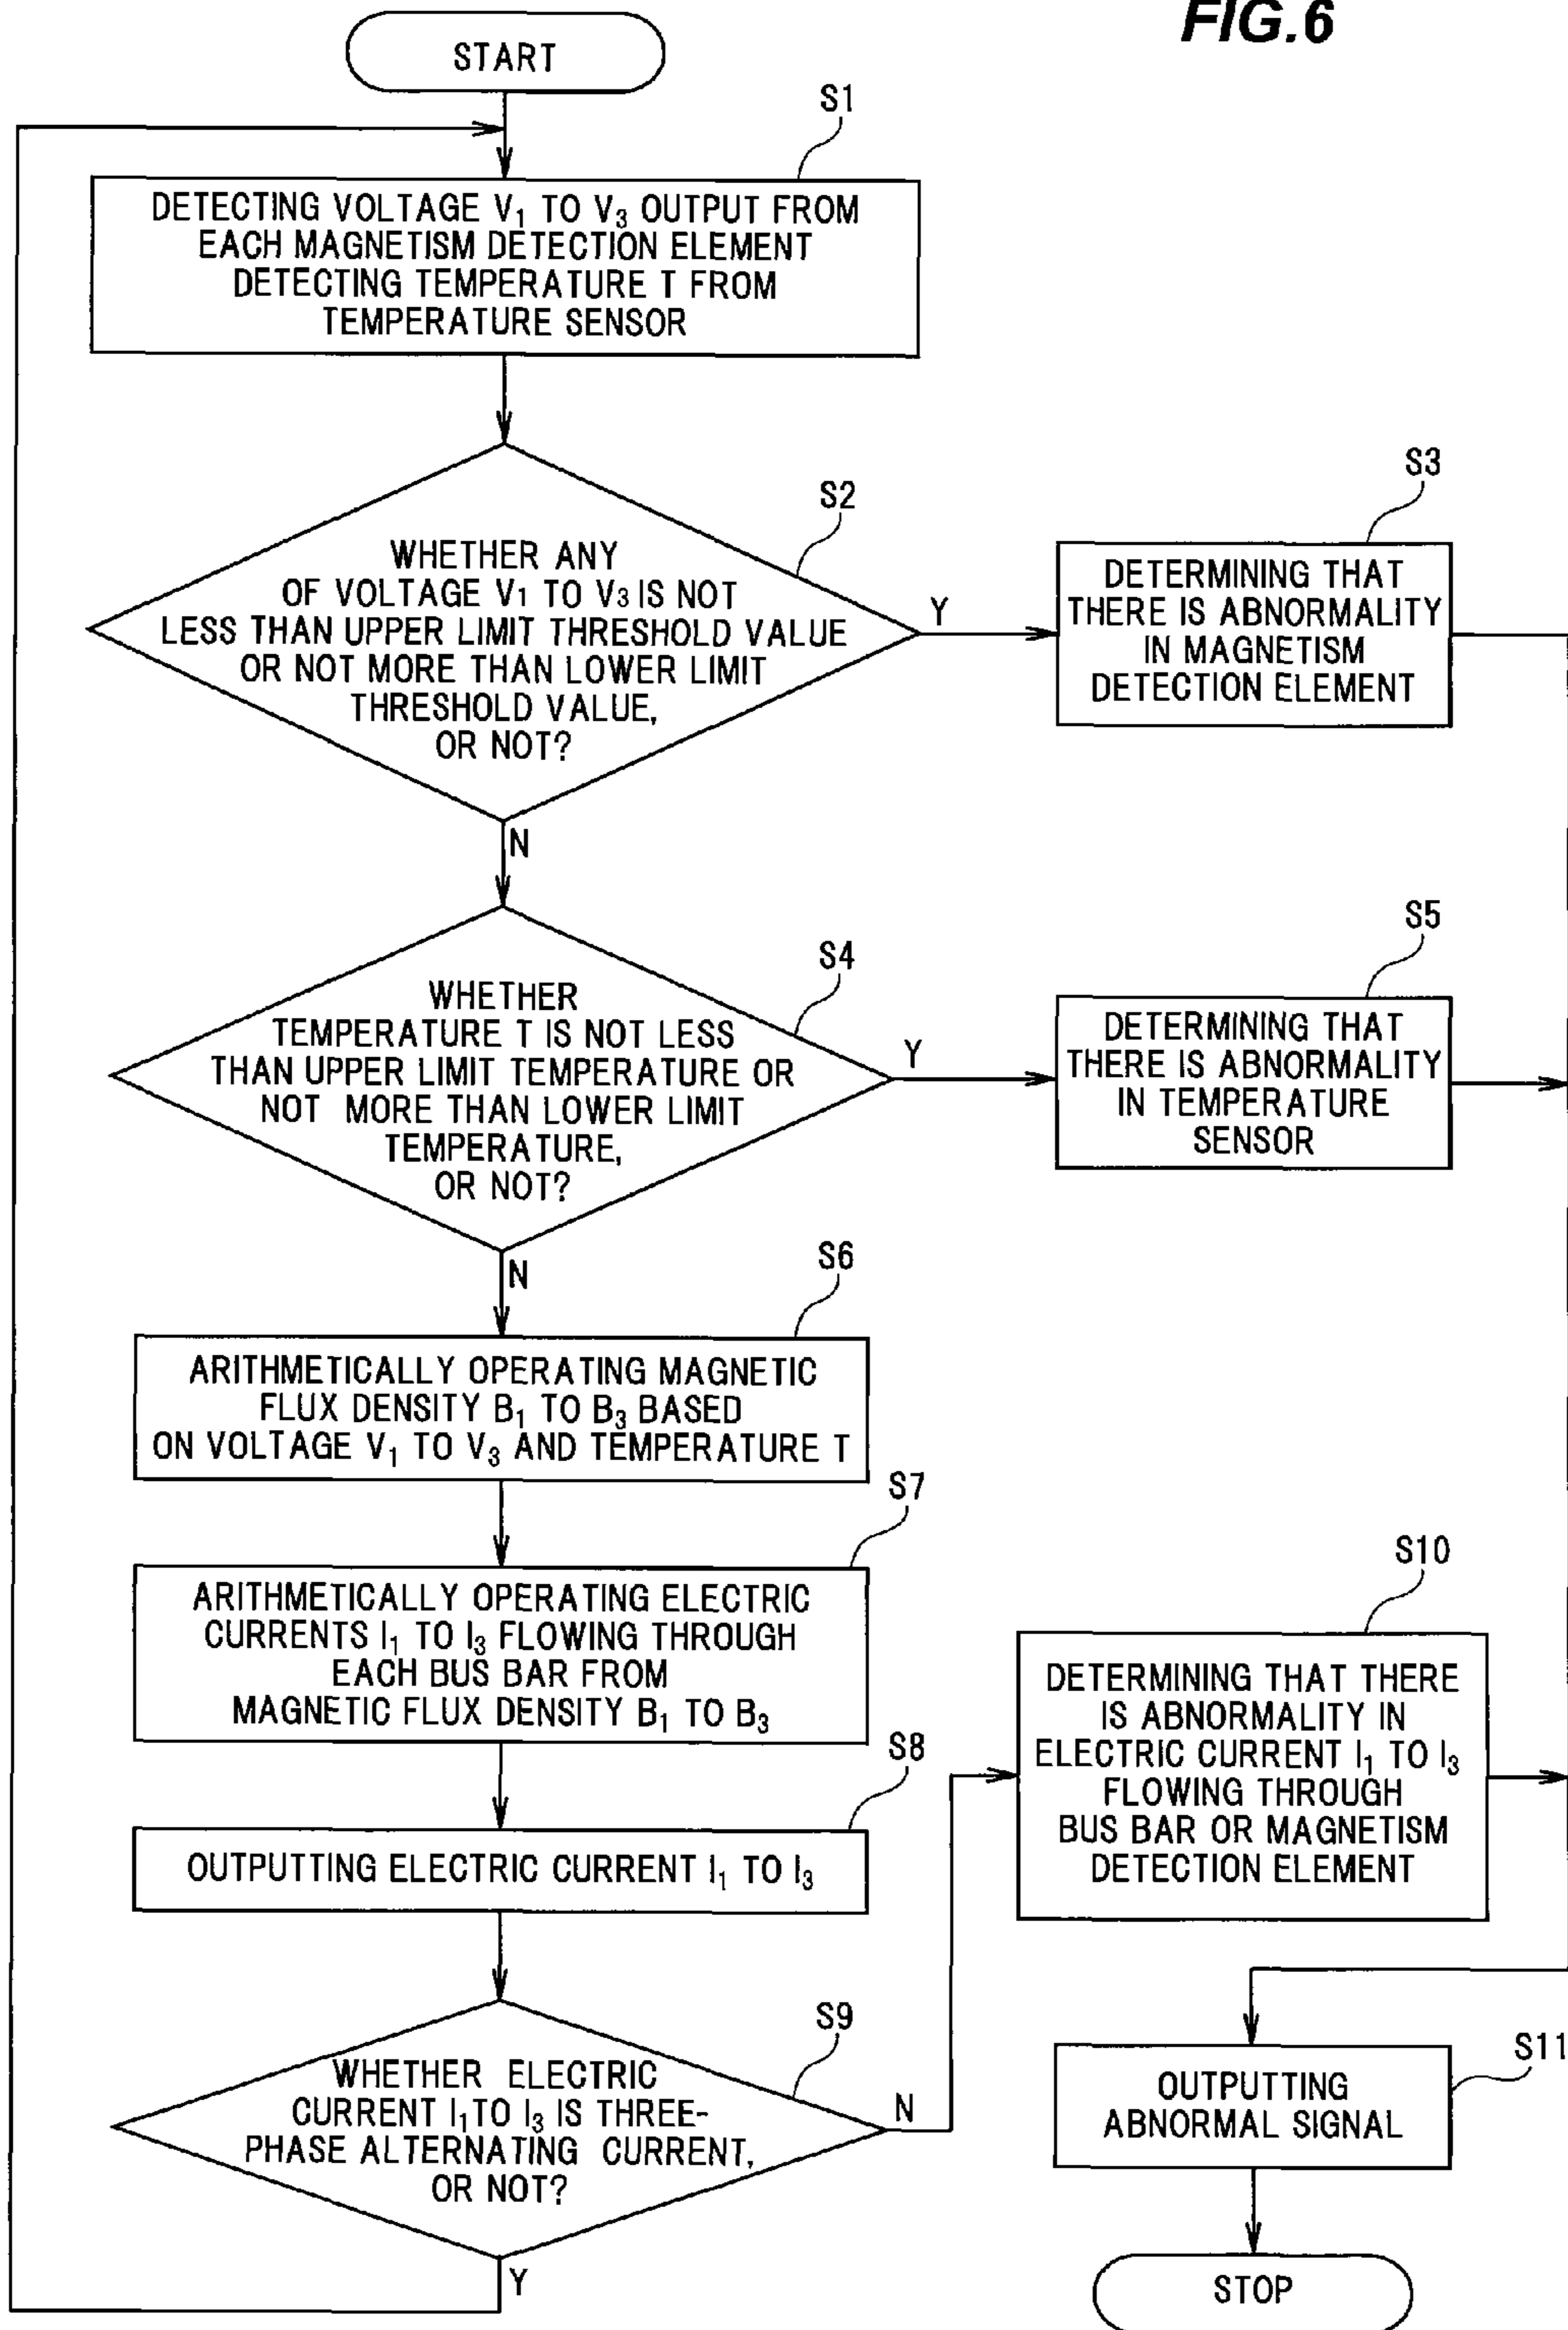 FIG.6
START
S1
DETECTING VOLTAGE V₁ TO V₃ OUTPUT FROM
EACH MAGNETISM DETECTION ELEMENT
DETECTING TEMPERATURE T FROM
TEMPERATURE SENSOR
S2
WHETHER ANY
OF VOLTAGE V₁ TO V₃ IS NOT
LESS THAN UPPER LIMIT THRESHOLD VALUE
OR NOT MORE THAN LOWER LIMIT
THRESHOLD VALUE,
OR NOT?
Y
N
S3
DETERMINING THAT
THERE IS ABNORMALITY
IN MAGNETISM
DETECTION ELEMENT
S4
WHETHER
TEMPERATURE T IS NOT LESS
THAN UPPER LIMIT TEMPERATURE OR
NOT MORE THAN LOWER LIMIT
TEMPERATURE,
OR NOT?
Y
N
S5
DETERMINING THAT
THERE IS ABNORMALITY
IN TEMPERATURE
SENSOR
S6
ARITHMETICALLY OPERATING MAGNETIC
FLUX DENSITY B₁ TO B₃ BASED
ON VOLTAGE V₁ TO V₃ AND TEMPERATURE T
S7
ARITHMETICALLY OPERATING ELECTRIC
CURRENTS I₁ TO I₃ FLOWING THROUGH
EACH BUS BAR FROM
MAGNETIC FLUX DENSITY B₁ TO B₃
S8
OUTPUTTING ELECTRIC CURRENT I₁ TO I₃
S9
WHETHER ELECTRIC
CURRENT I₁ TO I₃ IS THREE-
PHASE ALTERNATING CURRENT,
OR NOT?
N
Y
S10
DETERMINING THAT THERE
IS ABNORMALITY IN
ELECTRIC CURRENT I₁ TO I₃
FLOWING THROUGH
BUS BAR OR MAGNETISM
DETECTION ELEMENT
S11
OUTPUTTING
ABNORMAL SIGNAL
STOP